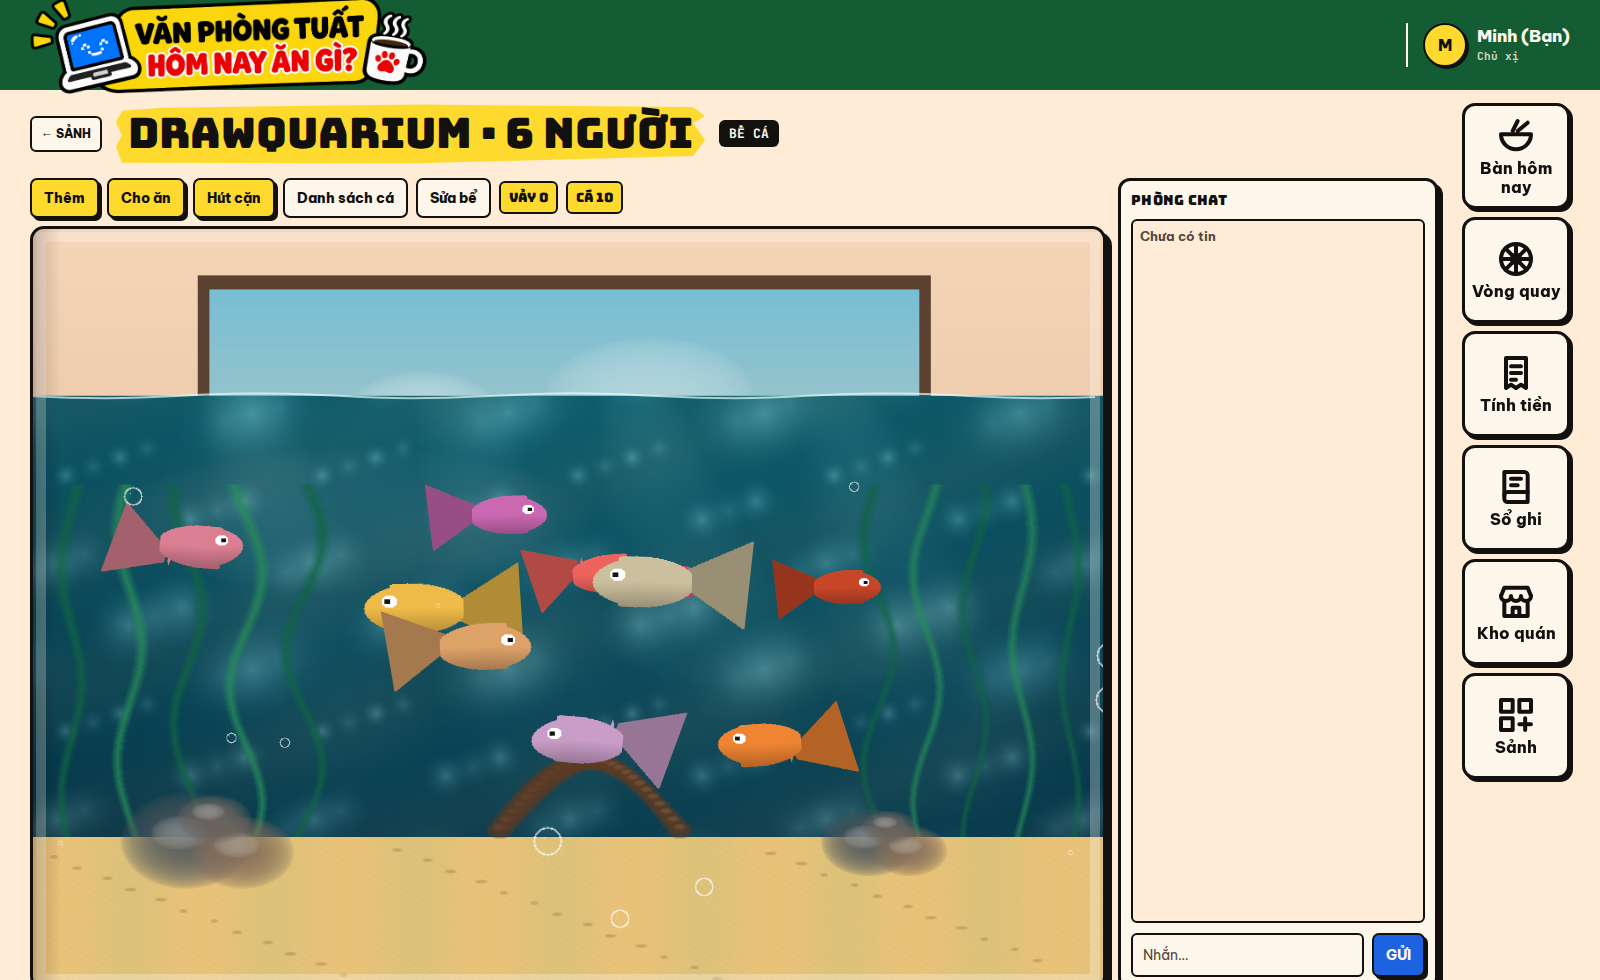 VĂN PHÒNG TUẤT
HÔM NAY ĂN GÌ?
M
Minh (Bạn)
Chủ xị
← SẢNH
DRAWQUARIUM • 6 NGƯỜI
BỂ CÁ
Thêm
Cho ăn
Hút cặn
Danh sách cá
Sửa bể
VẢY 0
CÁ 10
PHÒNG CHAT
Chưa có tin
Nhắn...
GỬI
Bàn hôm
nay
Vòng quay
Tính tiền
Sổ ghi
Kho quán
Sảnh